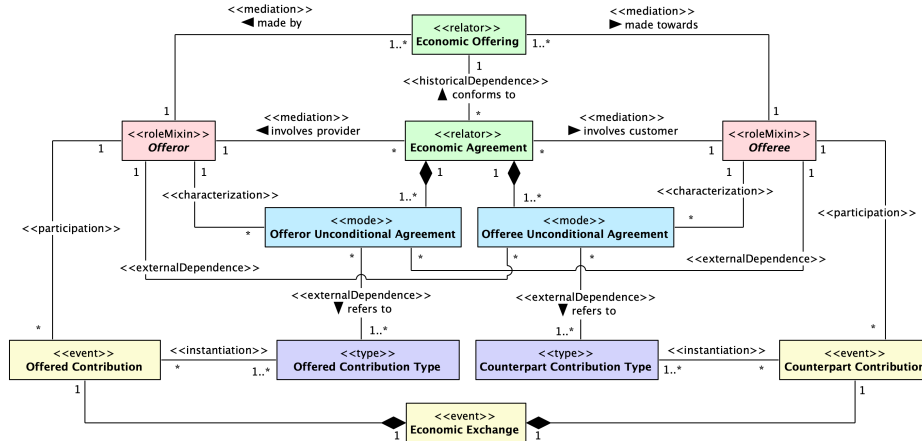 <<mediation>>
◀ made by
<<relator>>
Economic Offering
<<mediation>>
▶ made towards
1..*
1..*
1
1
1
<<historicalDependence>>
▲ conforms to
*
<<roleMixin>>
Offeror
1
1
<<mediation>>
◀ involves provider
*
<<relator>>
Economic Agreement
*
<<mediation>>
▶ involves customer
1
<<roleMixin>>
Offeree
1
1
1
1
1
1
1
<<characterization>>
1..*
1..*
<<characterization>>
<<participation>>
*
<<mode>>
Offeror Unconditional Agreement
<<mode>>
Offeree Unconditional Agreement
*
<<participation>>
*
*
*
*
<<externalDependence>>
<<externalDependence>>
<<externalDependence>>
▼ refers to
<<externalDependence>>
▼ refers to
*
1..*
1..*
*
<<event>>
Offered Contribution
<<instantiation>>
*
1..*
<<type>>
Offered Contribution Type
<<type>>
Counterpart Contribution Type
<<instantiation>>
1..*
*
<<event>>
Counterpart Contribution
1
1
<<event>>
Economic Exchange
1
1